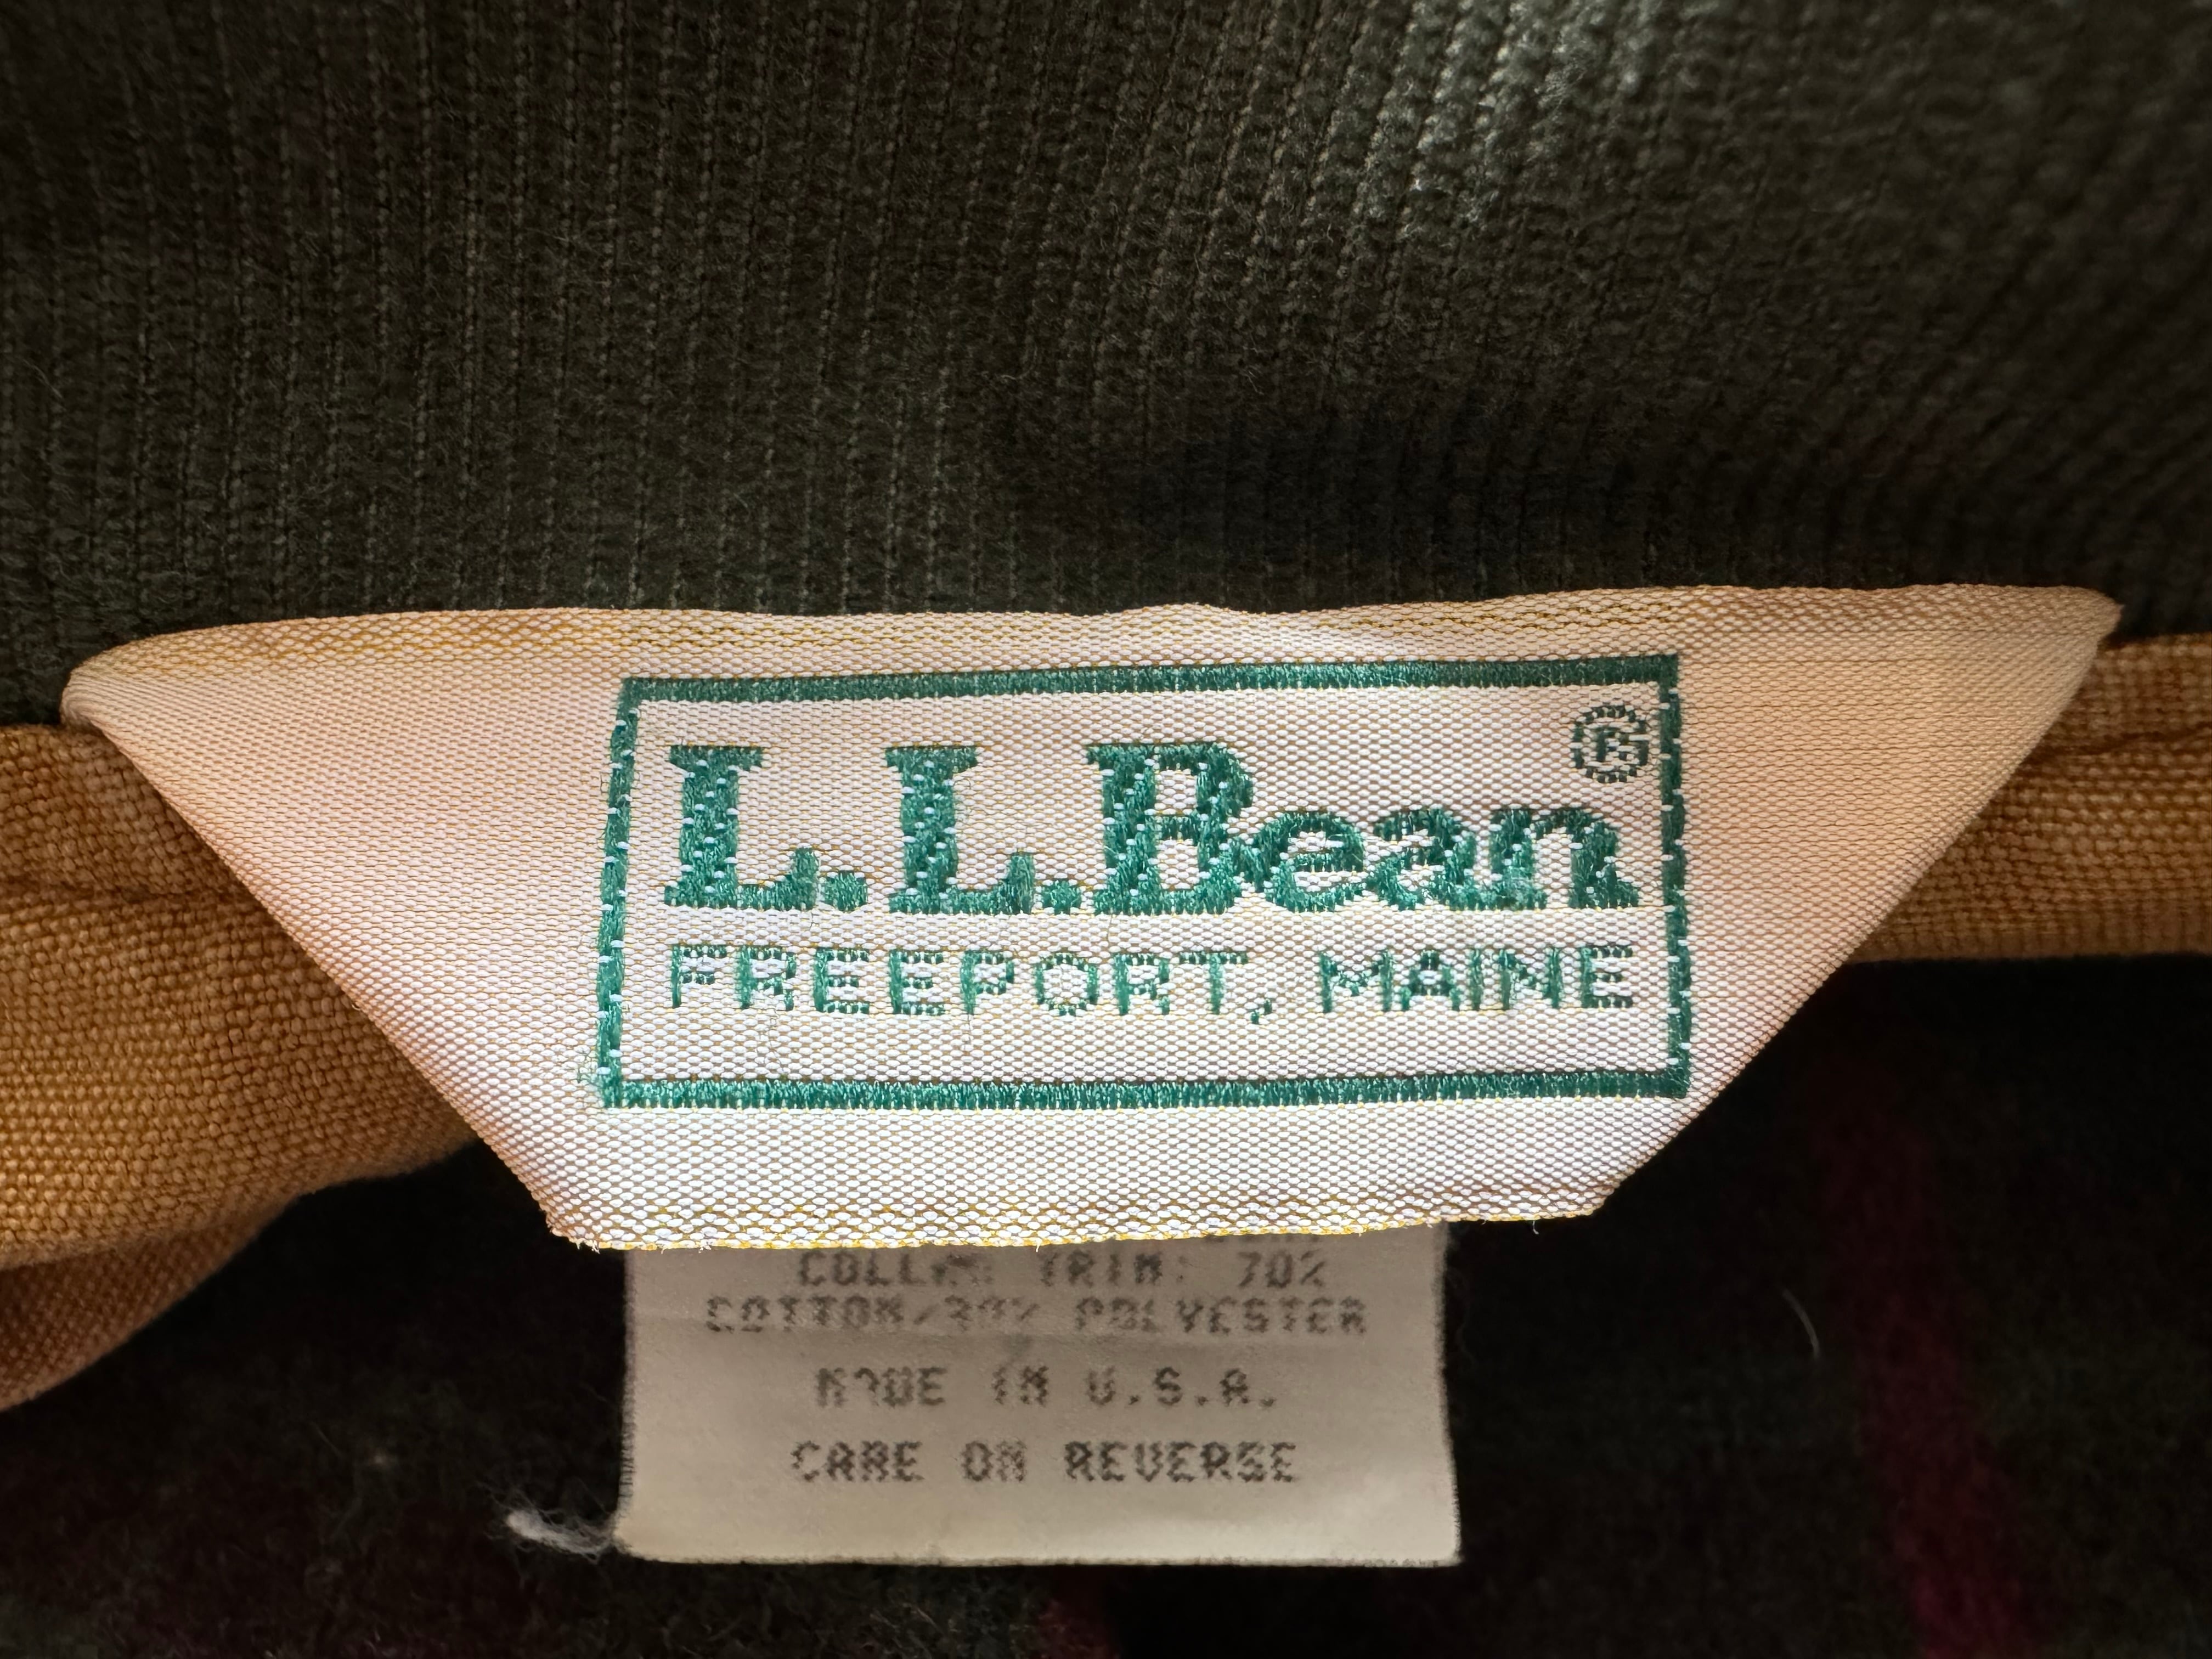 L.L.Bean ®
FREEPORT, MAINE
COLLAR TRIM: 70%
COTTON/30% POLYESTER
MADE IN U.S.A.
CARE ON REVERSE